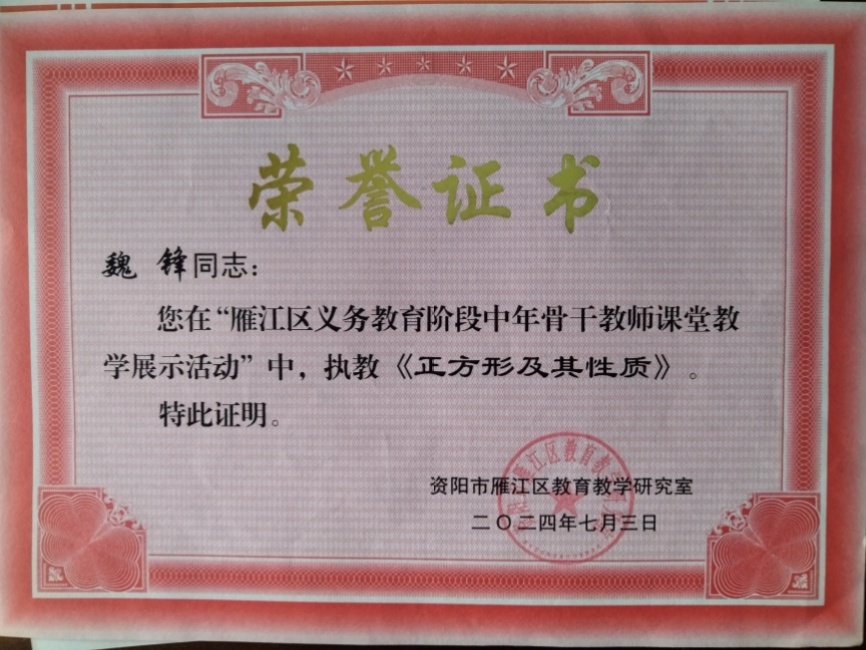 荣誉证书
魏 锋同志：
您在“雁江区义务教育阶段中年骨干教师课堂教
学展示活动”中，执教《正方形及其性质》。
特此证明。
资阳市雁江区教育教学研究室
二〇二四年七月三日